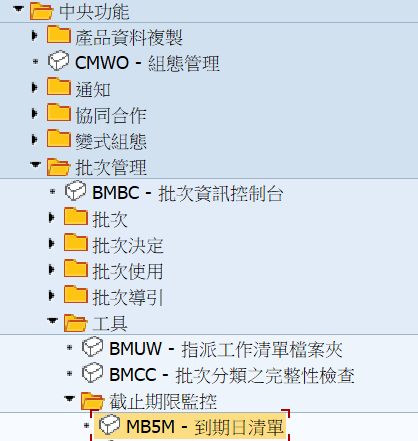 中央功能
產品資料複製
CMWO - 組態管理
通知
協同合作
變式組態
批次管理
BMBC - 批次資訊控制台
批次
批次決定
批次使用
批次導引
工具
BMUW - 指派工作清單檔案夾
BMCC - 批次分類之完整性檢查
截止期限監控
MB5M - 到期日清單